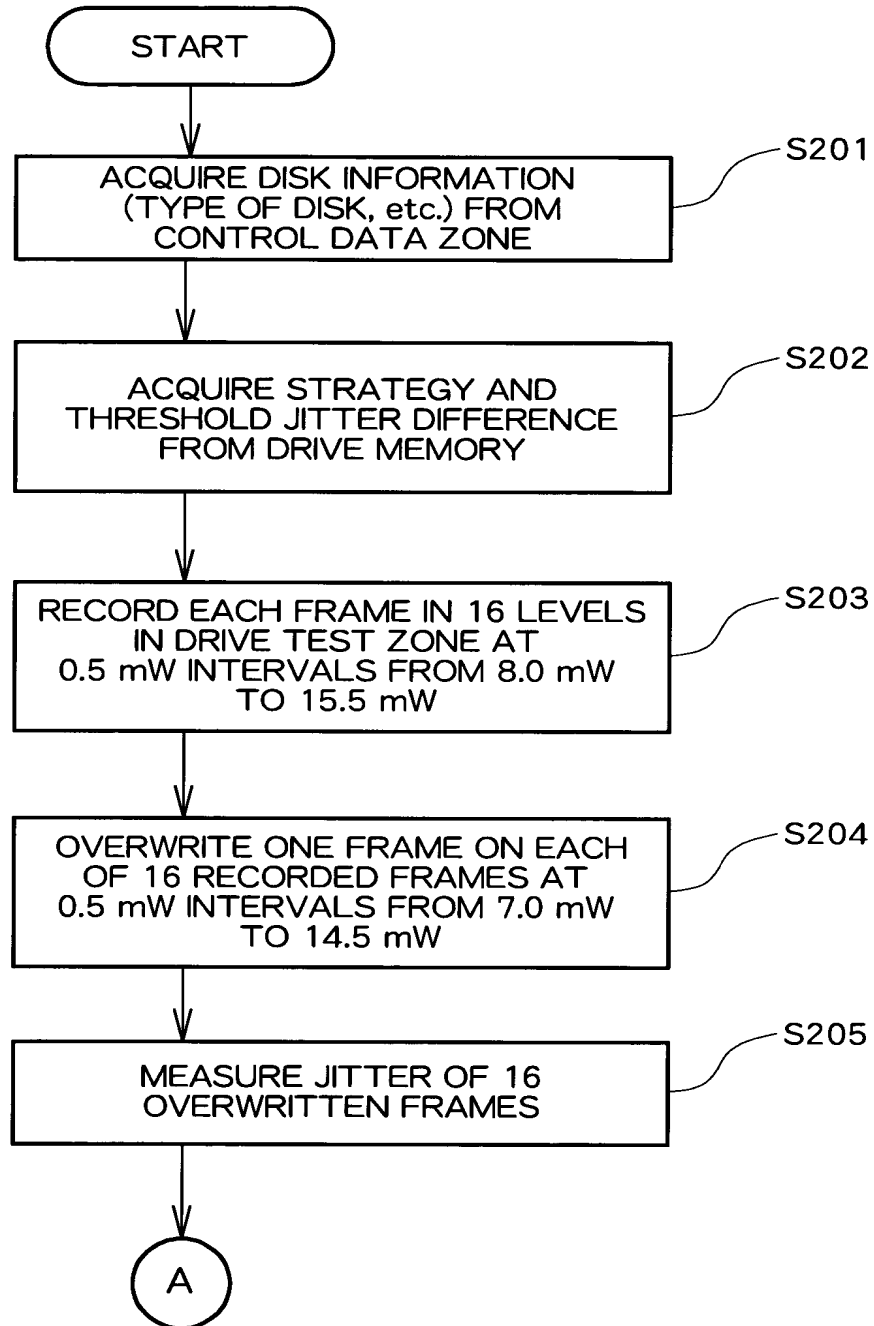 START
S201
ACQUIRE DISK INFORMATION
(TYPE OF DISK, etc.) FROM
CONTROL DATA ZONE
S202
ACQUIRE STRATEGY AND
THRESHOLD JITTER DIFFERENCE
FROM DRIVE MEMORY
S203
RECORD EACH FRAME IN 16 LEVELS
IN DRIVE TEST ZONE AT
0.5 mW INTERVALS FROM 8.0 mW
TO 15.5 mW
S204
OVERWRITE ONE FRAME ON EACH
OF 16 RECORDED FRAMES AT
0.5 mW INTERVALS FROM 7.0 mW
TO 14.5 mW
S205
MEASURE JITTER OF 16
OVERWRITTEN FRAMES
A